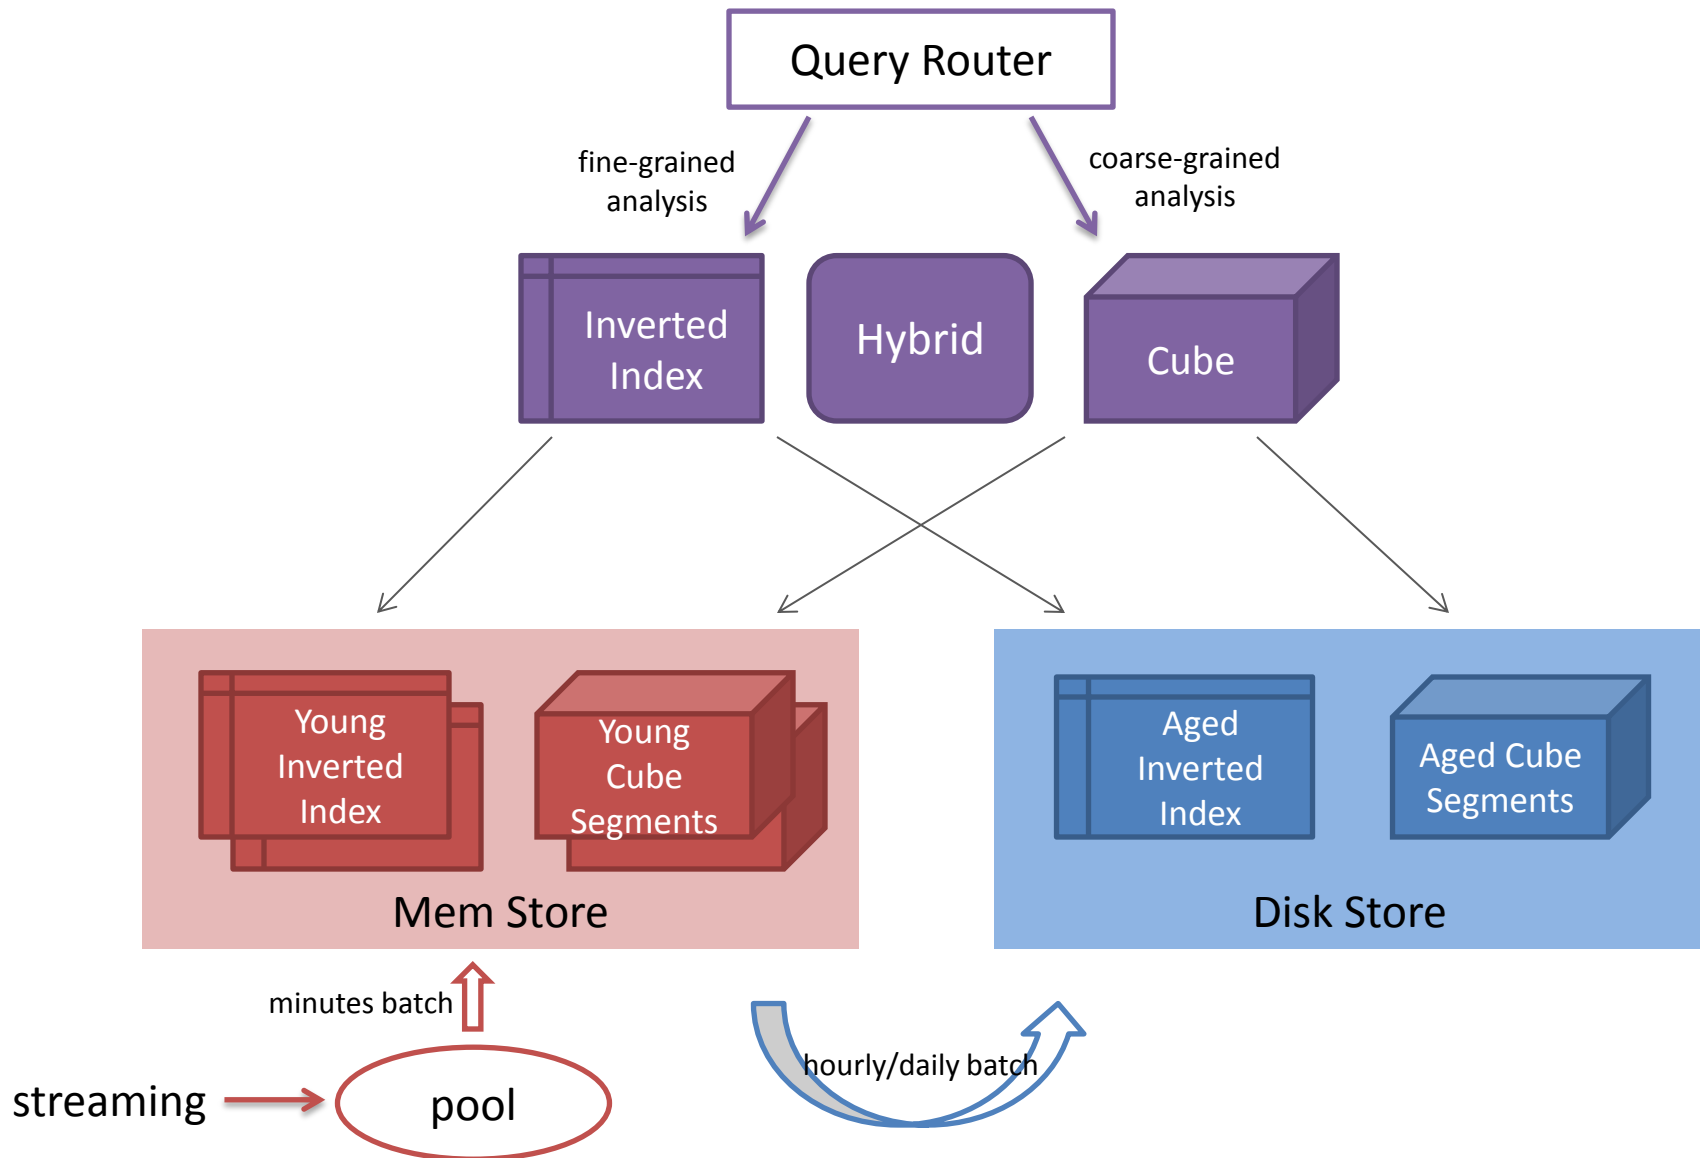 Query Router
fine-grained
analysis
coarse-grained
analysis
Inverted
Index
Hybrid
Cube
Young
Inverted
Index
Young
Cube
Segments
Mem Store
Aged
Inverted
Index
Aged Cube
Segments
Disk Store
minutes batch
hourly/daily batch
streaming
pool